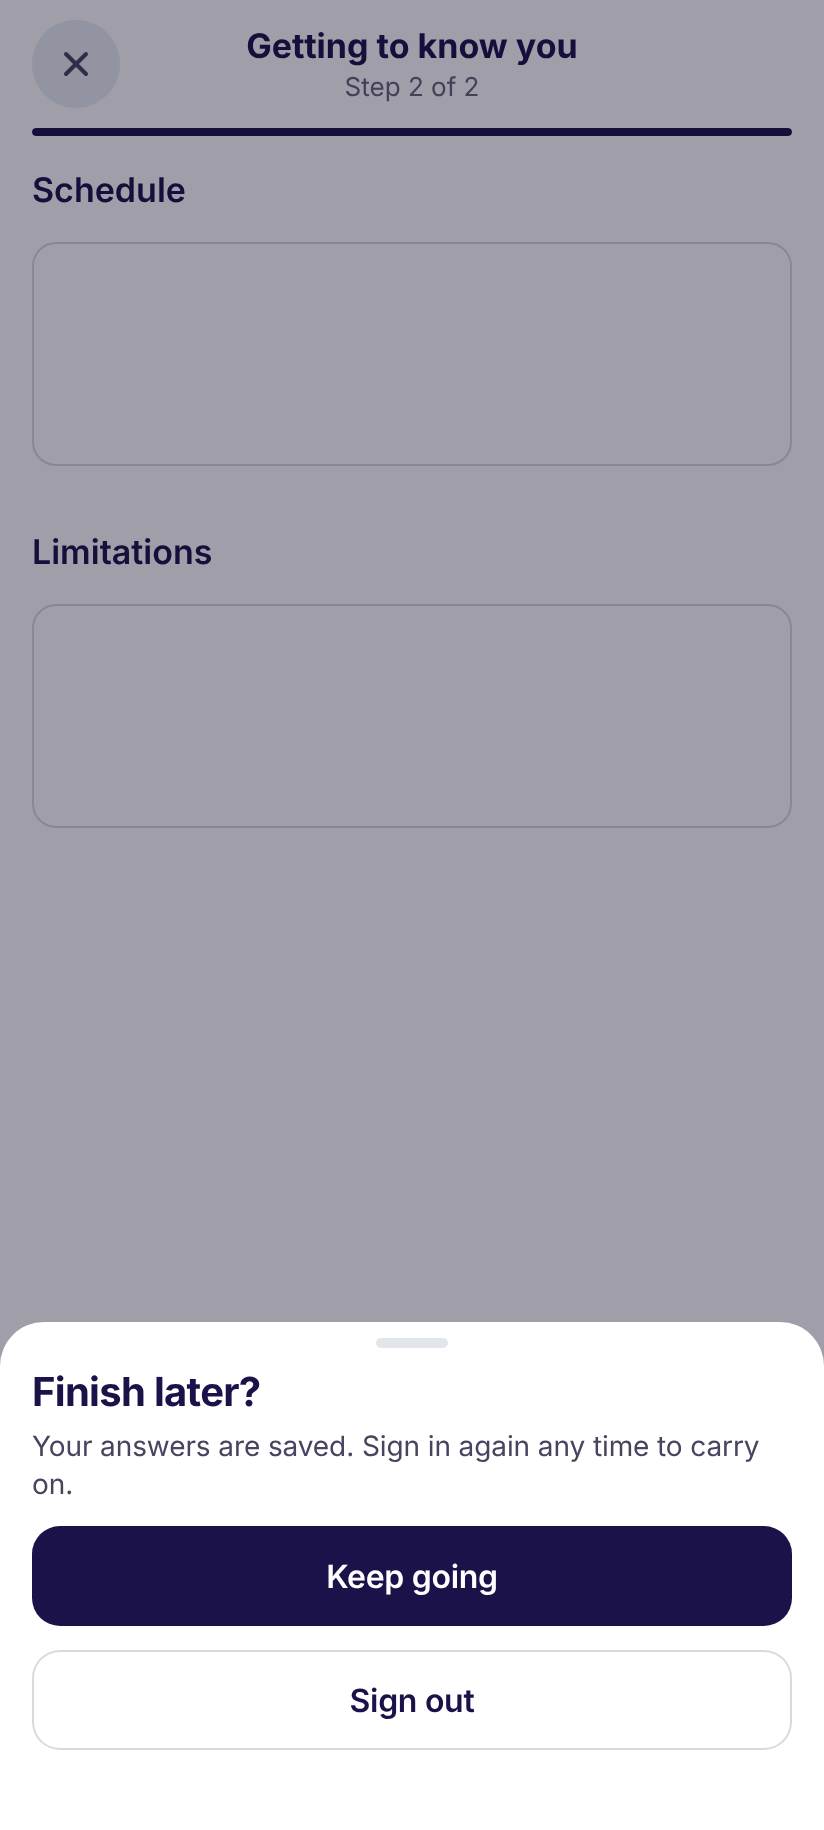 Getting to know you
Step 2 of 2
Schedule
Limitations
Finish later?
Your answers are saved. Sign in again any time to carry
on.
Keep going
Sign out